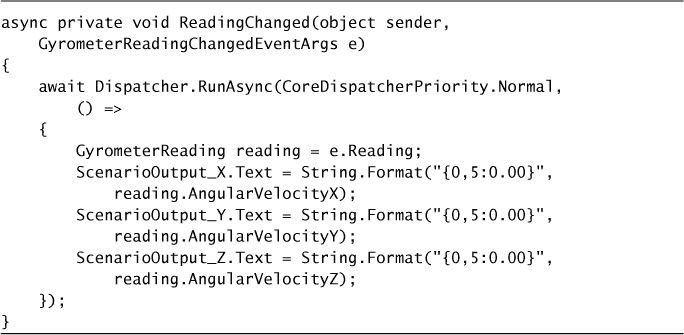 async private void ReadingChanged(object sender,
    GyrometerReadingChangedEventArgs e)
{
    await Dispatcher.RunAsync(CoreDispatcherPriority.Normal,
        () =>
    {
        GyrometerReading reading = e.Reading;
        ScenarioOutput_X.Text = String.Format("{0,5:0.00}",
            reading.AngularVelocityX);
        ScenarioOutput_Y.Text = String.Format("{0,5:0.00}",
            reading.AngularVelocityY);
        ScenarioOutput_Z.Text = String.Format("{0,5:0.00}",
            reading.AngularVelocityZ);
    });
}